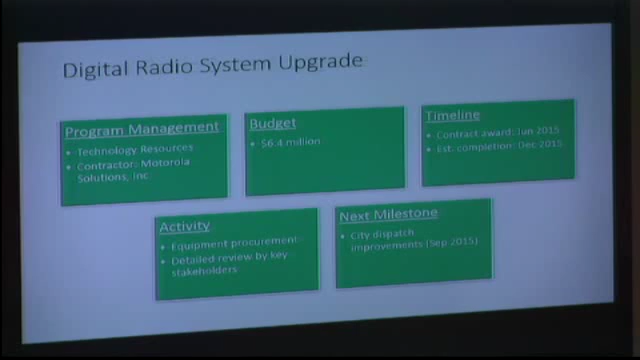 Digital Radio System Upgrade
Program Management
• Technology Resources
• Contractor: Motorola
Solutions, Inc
Budget
• $6.4 million
Timeline
• Contract award: Jun 2015
• Est. completion: Dec 2015
Activity
• Equipment procurement
• Detailed review by key
stakeholders
Next Milestone
• City dispatch
improvements (Sep 2015)